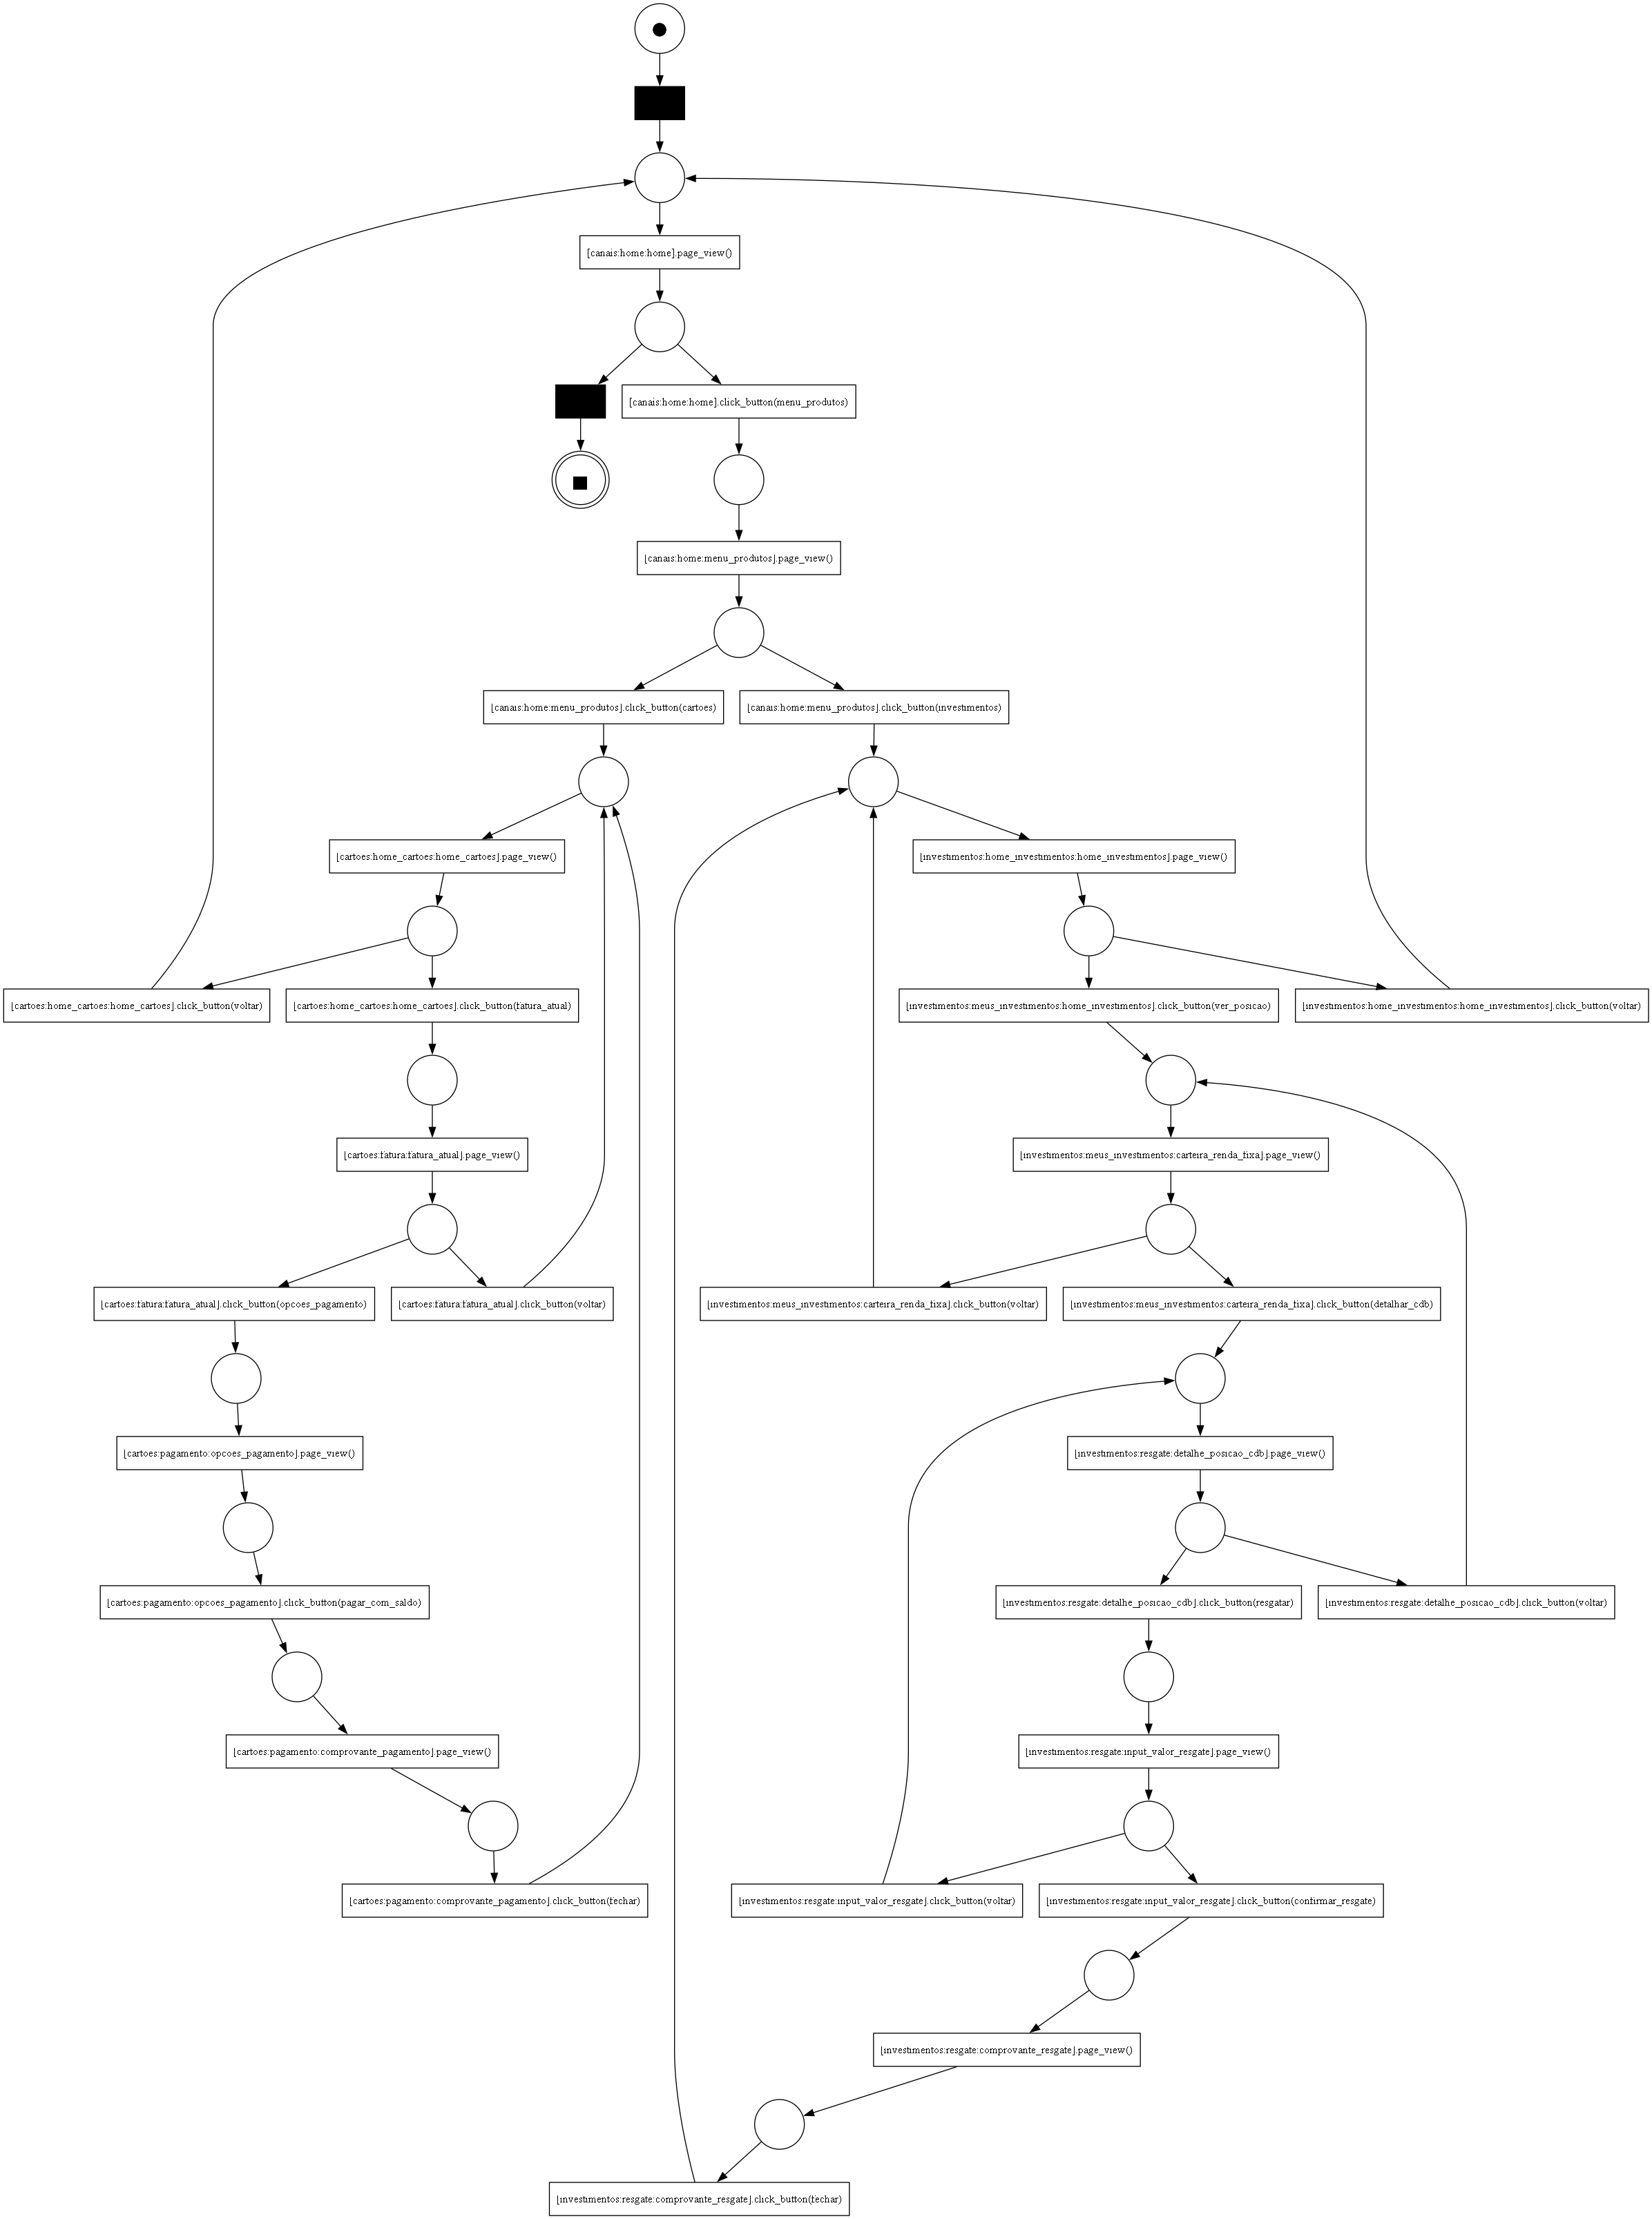 [canais:home:home].page_view()
[canais:home:home].click_button(menu_produtos)
[canais:home:menu_produtos].page_view()
[canais:home:menu_produtos].click_button(cartoes)
[canais:home:menu_produtos].click_button(investimentos)
[cartoes:home_cartoes:home_cartoes].page_view()
[investimentos:home_investimentos:home_investimentos].page_view()
[cartoes:home_cartoes:home_cartoes].click_button(voltar)
[cartoes:home_cartoes:home_cartoes].click_button(fatura_atual)
[investimentos:meus_investimentos:home_investimentos].click_button(ver_posicao)
[investimentos:home_investimentos:home_investimentos].click_button(voltar)
[cartoes:fatura:fatura_atual].page_view()
[investimentos:meus_investimentos:carteira_renda_fixa].page_view()
[cartoes:fatura:fatura_atual].click_button(opcoes_pagamento)
[cartoes:fatura:fatura_atual].click_button(voltar)
[investimentos:meus_investimentos:carteira_renda_fixa].click_button(voltar)
[investimentos:meus_investimentos:carteira_renda_fixa].click_button(detalhar_cdb)
[cartoes:pagamento:opcoes_pagamento].page_view()
[investimentos:resgate:detalhe_posicao_cdb].page_view()
[cartoes:pagamento:opcoes_pagamento].click_button(pagar_com_saldo)
[investimentos:resgate:detalhe_posicao_cdb].click_button(resgatar)
[investimentos:resgate:detalhe_posicao_cdb].click_button(voltar)
[cartoes:pagamento:comprovante_pagamento].page_view()
[investimentos:resgate:input_valor_resgate].page_view()
[cartoes:pagamento:comprovante_pagamento].click_button(fechar)
[investimentos:resgate:input_valor_resgate].click_button(voltar)
[investimentos:resgate:input_valor_resgate].click_button(confirmar_resgate)
[investimentos:resgate:comprovante_resgate].page_view()
[investimentos:resgate:comprovante_resgate].click_button(fechar)